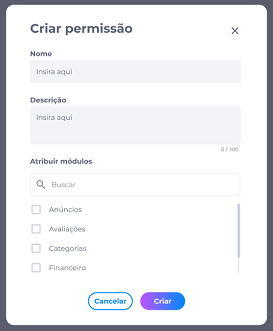 Criar permissão
Nome
Insira aqui
Descrição
Insira aqui
0 / 100
Atribuir módulos
Buscar
Anúncios
Avaliações
Categorias
Financeiro
Cancelar
Criar